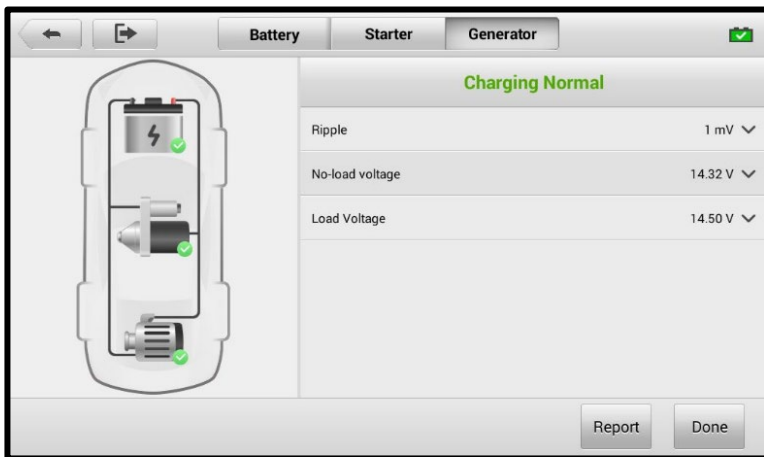 Battery Starter Generator
Charging Normal
Ripple 1 mV
No-load voltage 14.32 V
Load Voltage 14.50 V
Report Done